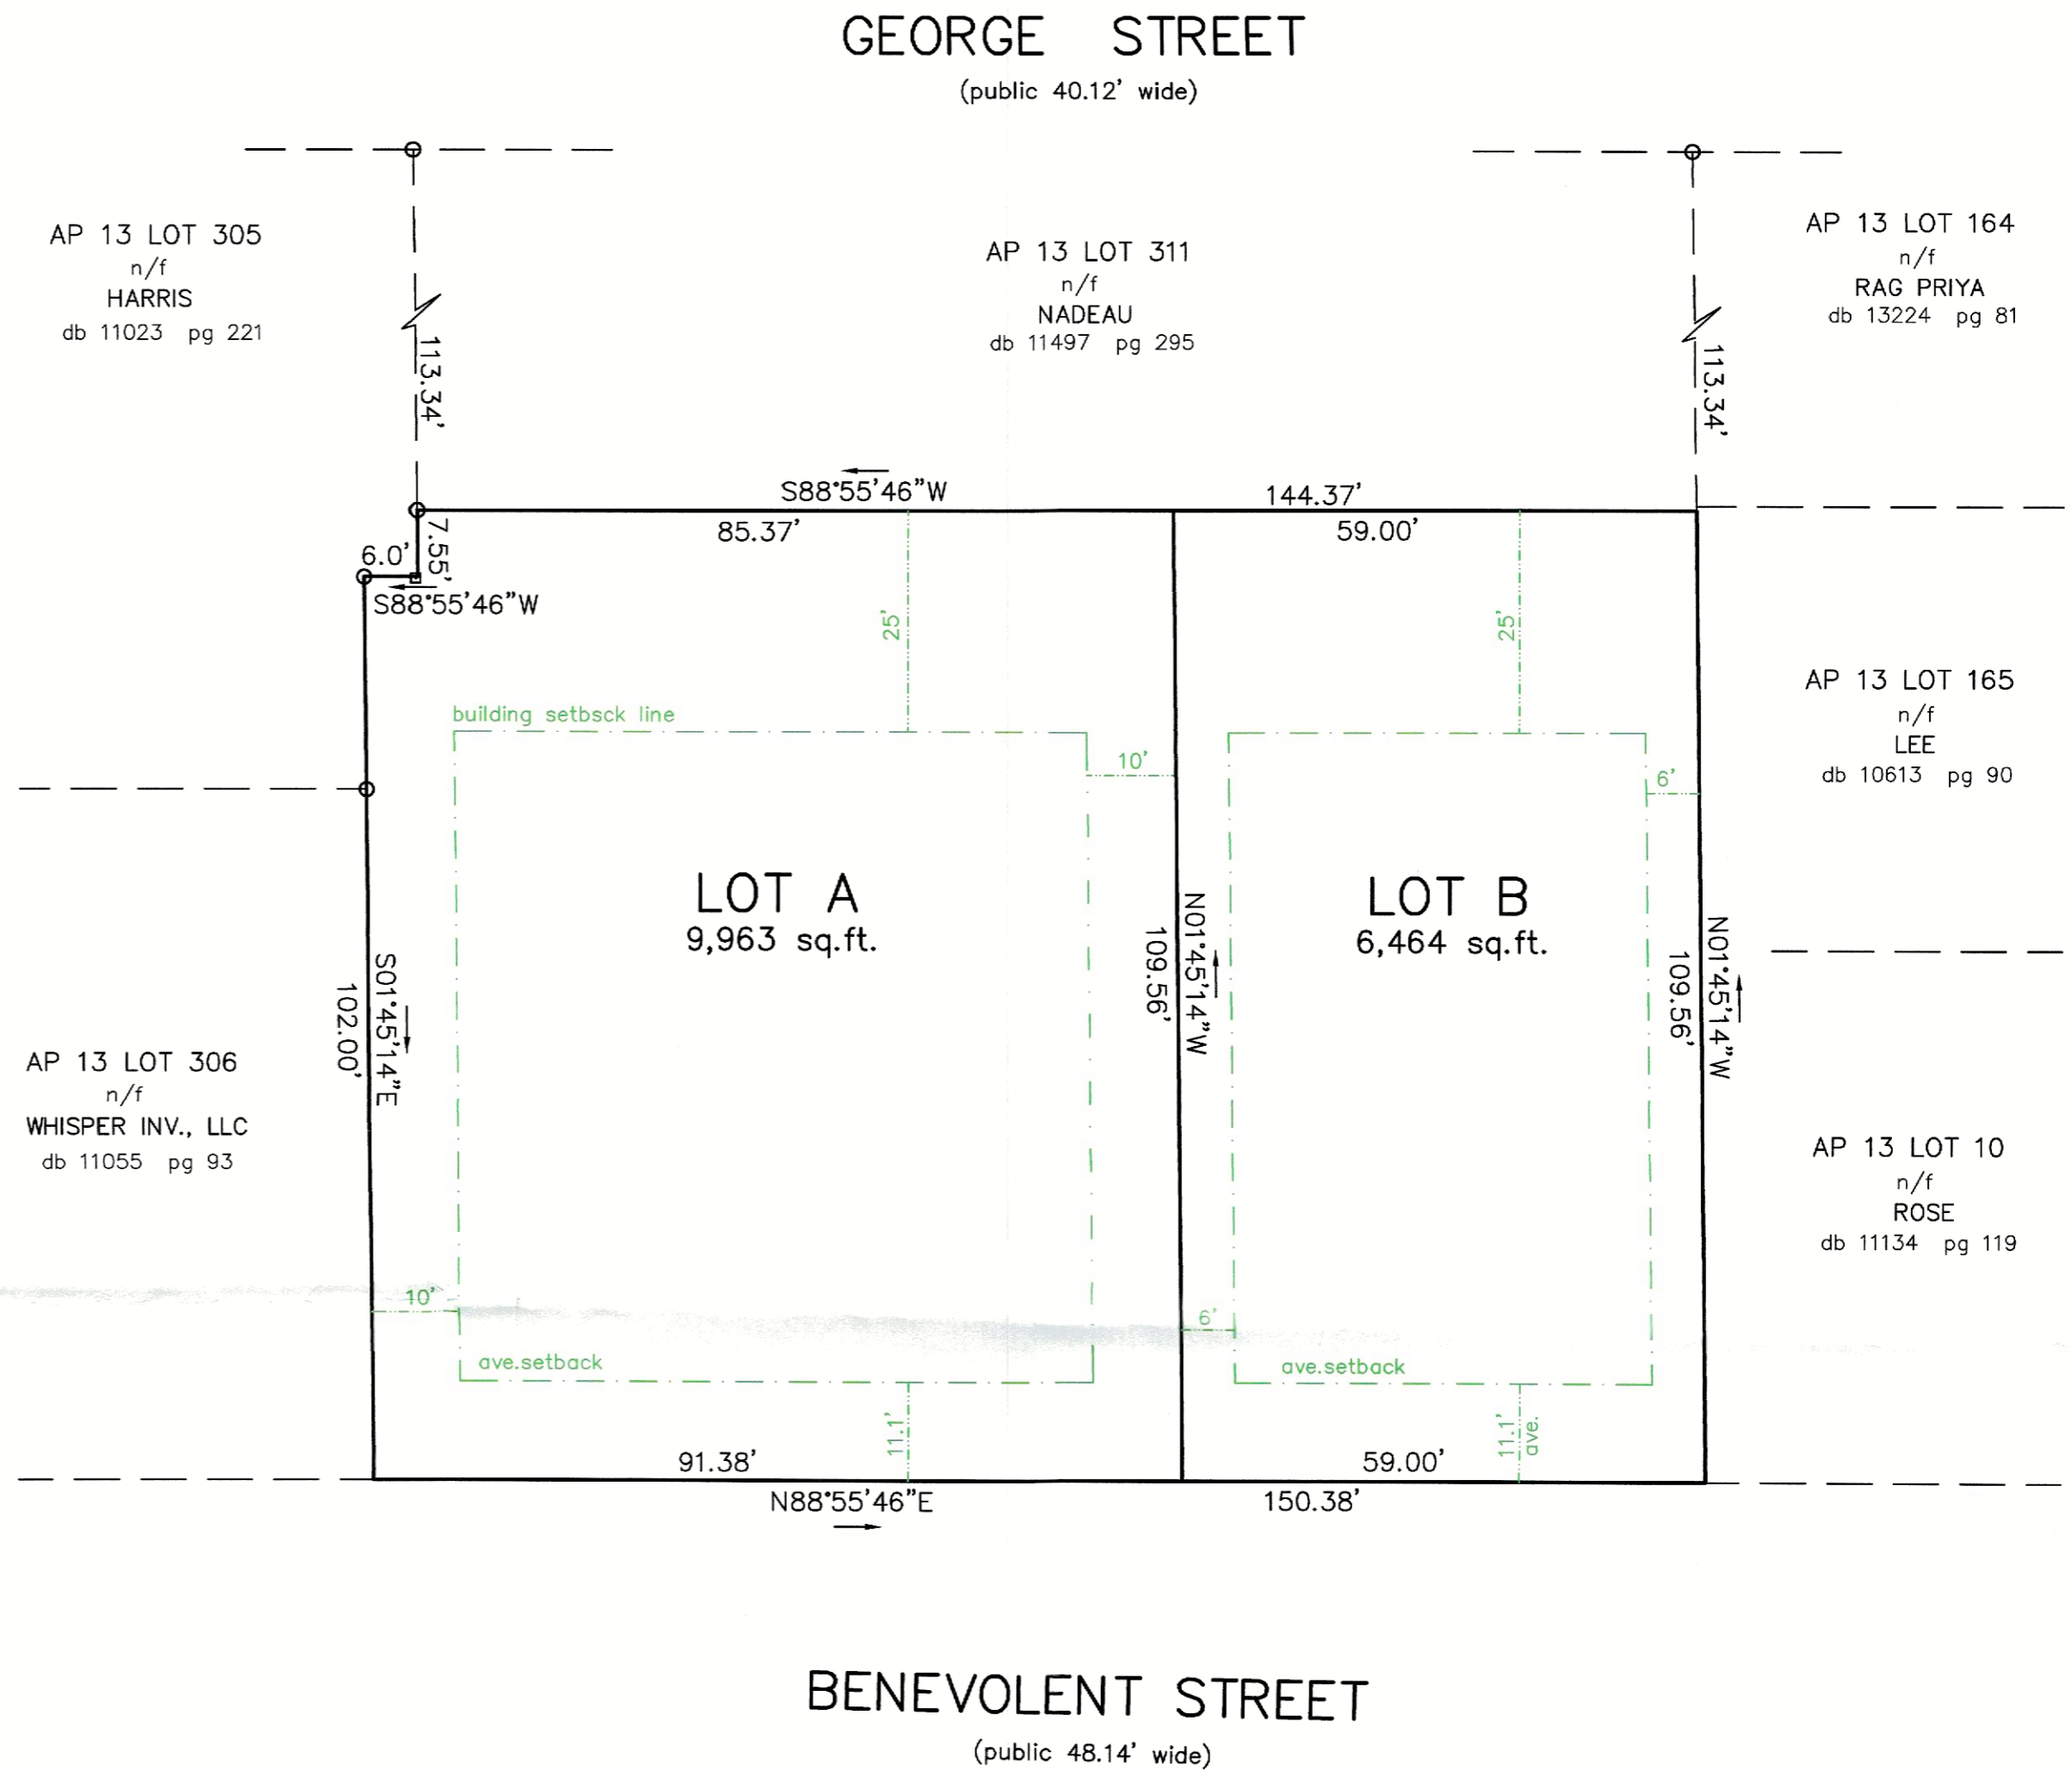 GEORGE STREET
(public 40.12' wide)
AP 13 LOT 305
n/f
HARRIS
db 11023 pg 221
AP 13 LOT 311
n/f
NADEAU
db 11497 pg 295
AP 13 LOT 164
n/f
RAG PRIYA
db 13224 pg 81
113.34'
113.34'
S88°55'46"W
144.37'
85.37'
59.00'
7.55'
6.0'
S88°55'46"W
25'
25'
building setbsck line
10'
6'
AP 13 LOT 165
n/f
LEE
db 10613 pg 90
LOT A
9,963 sq.ft.
LOT B
6,464 sq.ft.
S01°45'14"E
102.00'
N01°45'14"W
109.56'
N01°45'14"W
109.56'
AP 13 LOT 306
n/f
WHISPER INV., LLC
db 11055 pg 93
AP 13 LOT 10
n/f
ROSE
db 11134 pg 119
10'
6'
ave.setback
ave.setback
11.1'
11.1'
ave.
91.38'
59.00'
N88°55'46"E
150.38'
BENEVOLENT STREET
(public 48.14' wide)